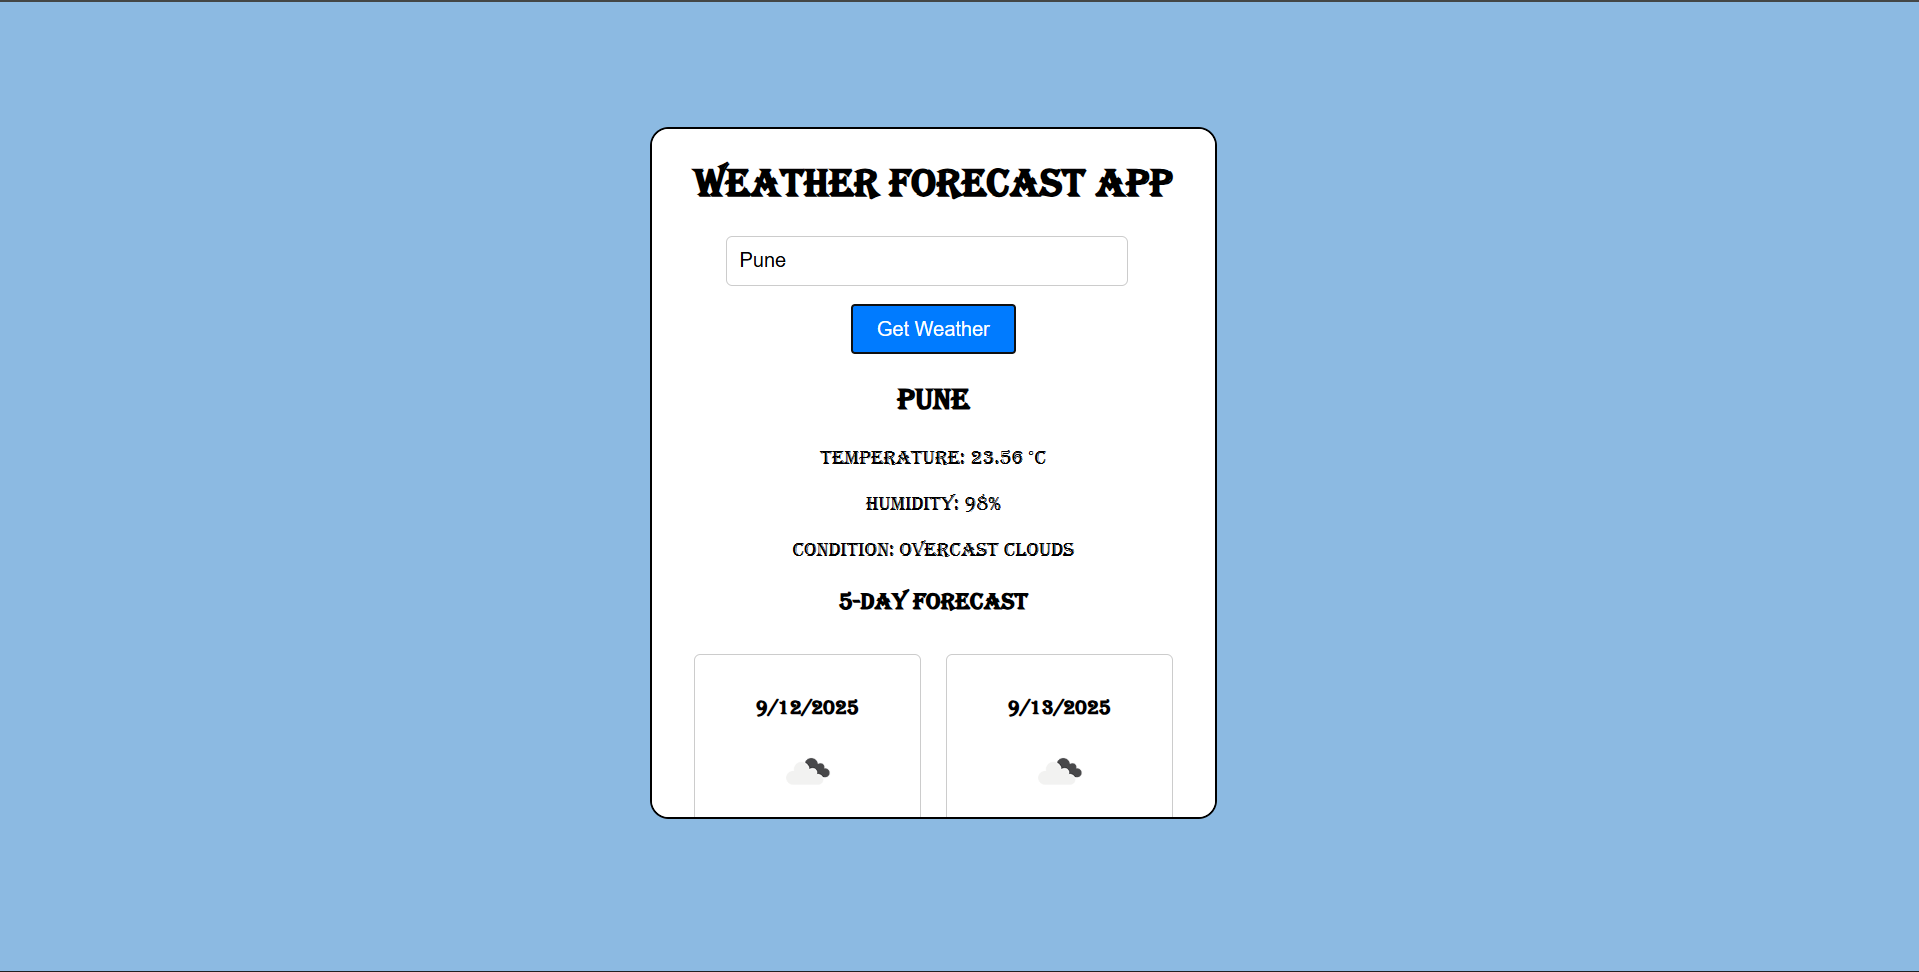 WEATHER FORECAST APP
Pune
Get Weather
PUNE
TEMPERATURE: 23.56 °C
HUMIDITY: 98%
CONDITION: OVERCAST CLOUDS
5-DAY FORECAST
9/12/2025 9/13/2025